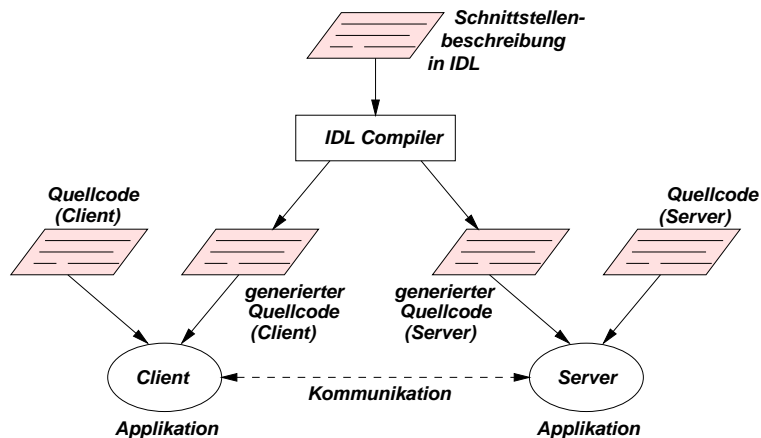 Schnittstellen-
beschreibung
in IDL
IDL Compiler
Quellcode
(Client)
Quellcode
(Server)
generierter
Quellcode
(Client)
generierter
Quellcode
(Server)
Client
Kommunikation
Server
Applikation
Applikation